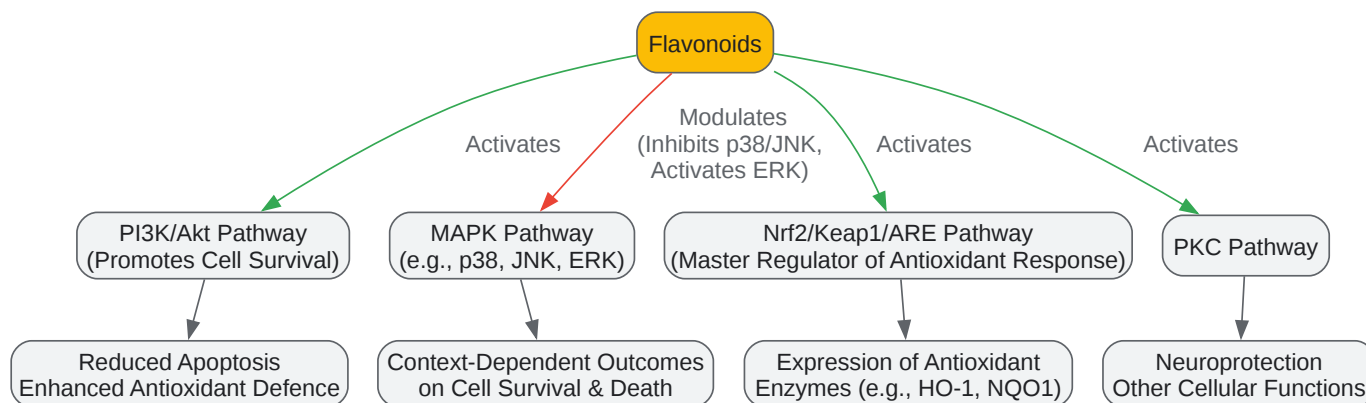 Flavonoids
Activates
Modulates
(Inhibits p38/JNK,
Activates ERK)
Activates
Activates
PI3K/Akt Pathway
(Promotes Cell Survival)
MAPK Pathway
(e.g., p38, JNK, ERK)
Nrf2/Keap1/ARE Pathway
(Master Regulator of Antioxidant Response)
PKC Pathway
Reduced Apoptosis
Enhanced Antioxidant Defence
Context-Dependent Outcomes
on Cell Survival & Death
Expression of Antioxidant
Enzymes (e.g., HO-1, NQO1)
Neuroprotection
Other Cellular Functions